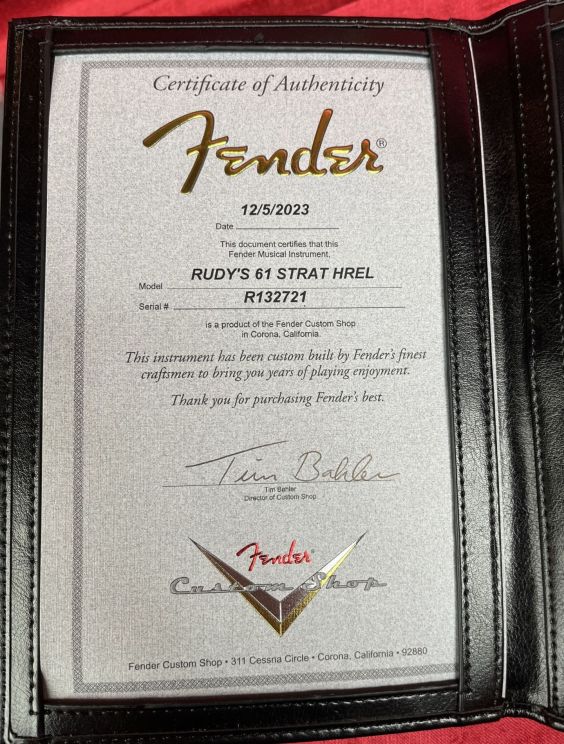 Certificate of Authenticity
Fender®
12/5/2023
Date
This document certifies that this
Fender Musical Instrument,
RUDY'S 61 STRAT HREL
Model
R132721
Serial #
is a product of the Fender Custom Shop
in Corona, California.
This instrument has been custom built by Fender's finest
craftsmen to bring you years of playing enjoyment.
Thank you for purchasing Fender's best.
Tim Bahler
Tim Bahler
Director of Custom Shop
Fender®
Custom Shop
Fender Custom Shop • 311 Cessna Circle • Corona, California • 92880